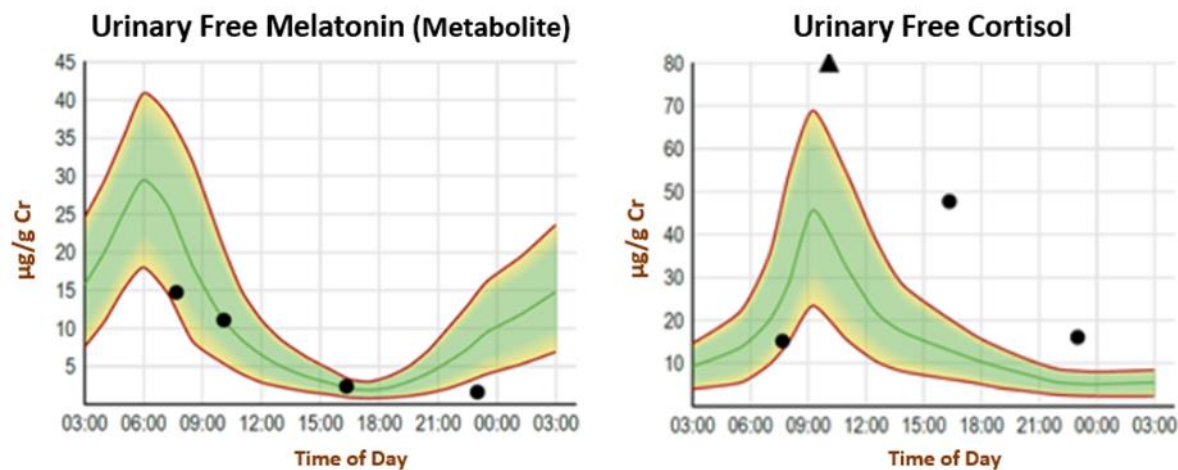 Urinary Free Melatonin (Metabolite)
45
40
35
30
25
20
15
10
5
µg/g Cr
03:00 06:00 09:00 12:00 15:00 18:00 21:00 00:00 03:00
Time of Day
Urinary Free Cortisol
80
70
60
50
40
30
20
10
µg/g Cr
03:00 06:00 09:00 12:00 15:00 18:00 21:00 00:00 03:00
Time of Day